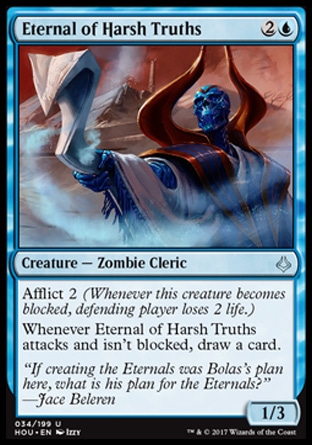 Eternal of Harsh Truths 2
Creature — Zombie Cleric
Afflict 2 (Whenever this creature becomes
blocked, defending player loses 2 life.)
Whenever Eternal of Harsh Truths
attacks and isn't blocked, draw a card.
"If creating the Eternals was Bolas's plan
here, what is his plan for the Eternals?"
—Jace Beleren
1/3
034/199 U
HOU • EN Izzy
™ & © 2017 Wizards of the Coast